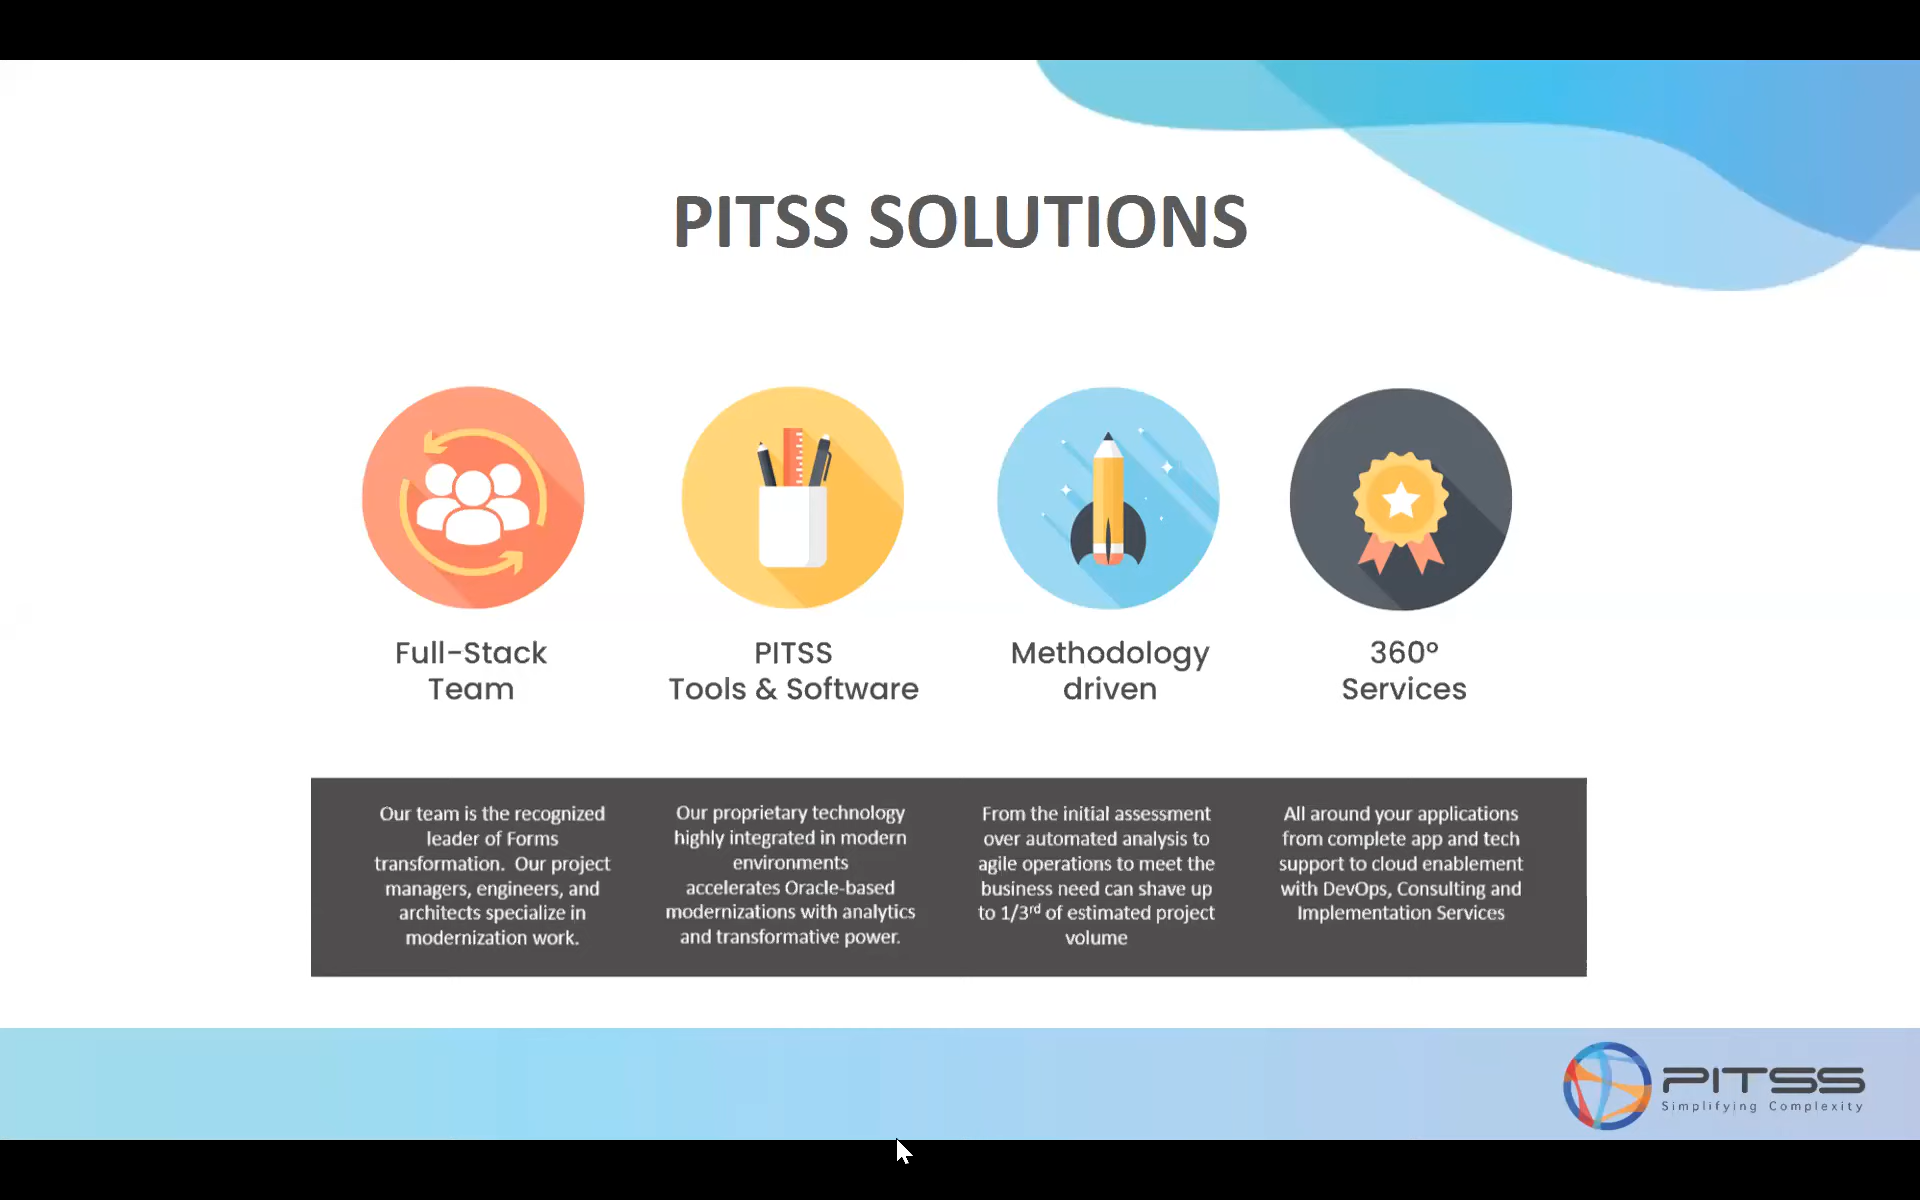 PITSS SOLUTIONS
Full-Stack
Team
PITSS
Tools & Software
Methodology
driven
360°
Services
Our team is the recognized
leader of Forms
transformation. Our project
managers, engineers, and
architects specialize in
modernization work.
Our proprietary technology
highly integrated in modern
environments
accelerates Oracle-based
modernizations with analytics
and transformative power.
From the initial assessment
over automated analysis to
agile operations to meet the
business need can shave up
to 1/3rd of estimated project
volume
All around your applications
from complete app and tech
support to cloud enablement
with DevOps, Consulting and
Implementation Services
PITSS
Simplifying Complexity